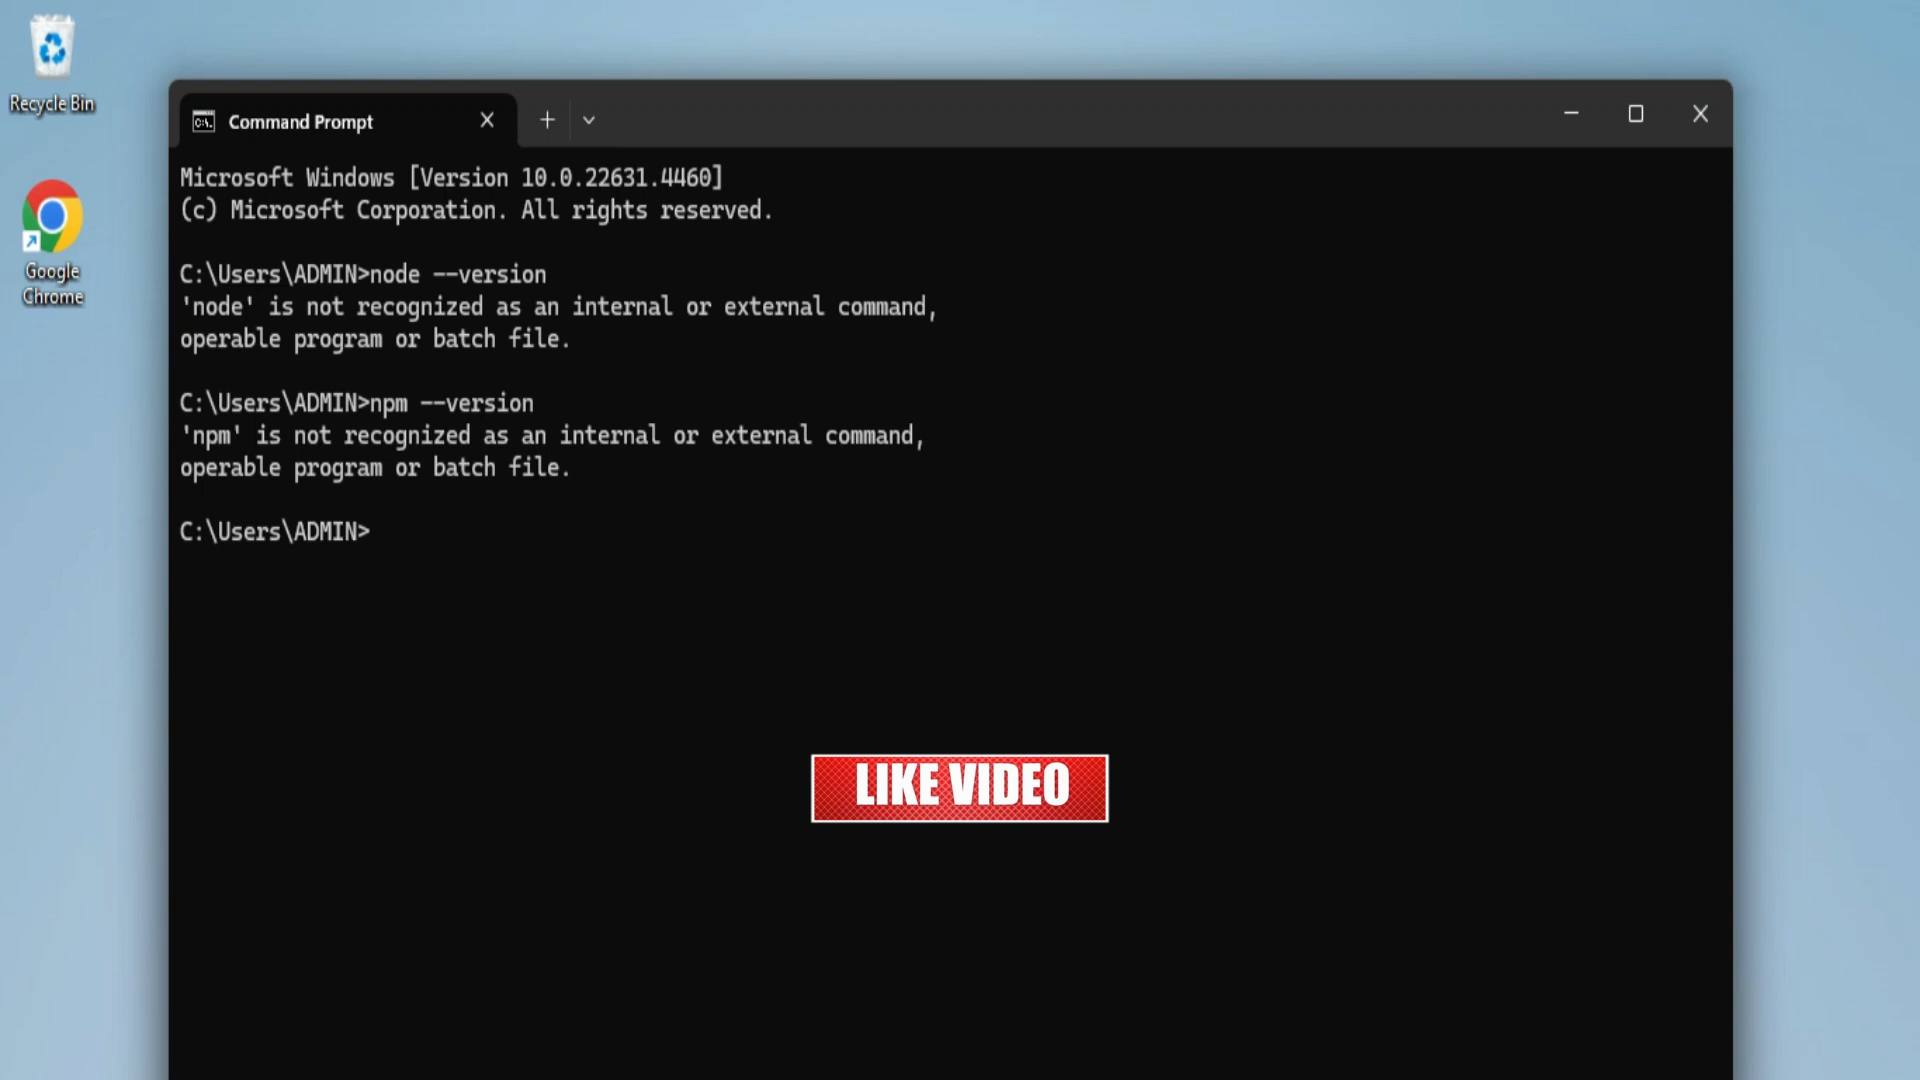 Recycle Bin
Google
Chrome
Command Prompt
Microsoft Windows [Version 10.0.22631.4460]
(c) Microsoft Corporation. All rights reserved.
C:\Users\ADMIN>node --version
'node' is not recognized as an internal or external command,
operable program or batch file.
C:\Users\ADMIN>npm --version
'npm' is not recognized as an internal or external command,
operable program or batch file.
C:\Users\ADMIN>
LIKE VIDEO